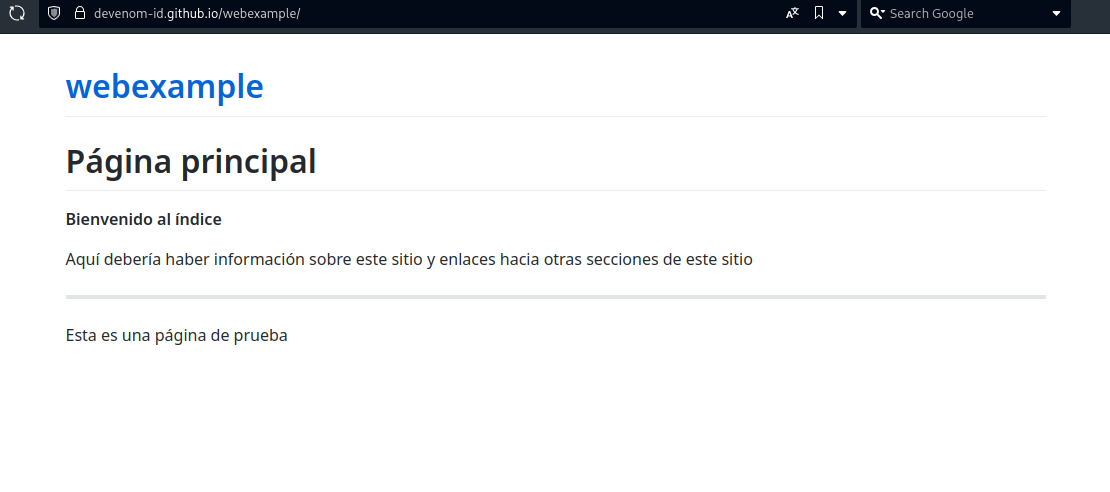 devenom-id.github.io/webexample/
Search Google
webexample
Página principal
Bienvenido al índice
Aquí debería haber información sobre este sitio y enlaces hacia otras secciones de este sitio
Esta es una página de prueba